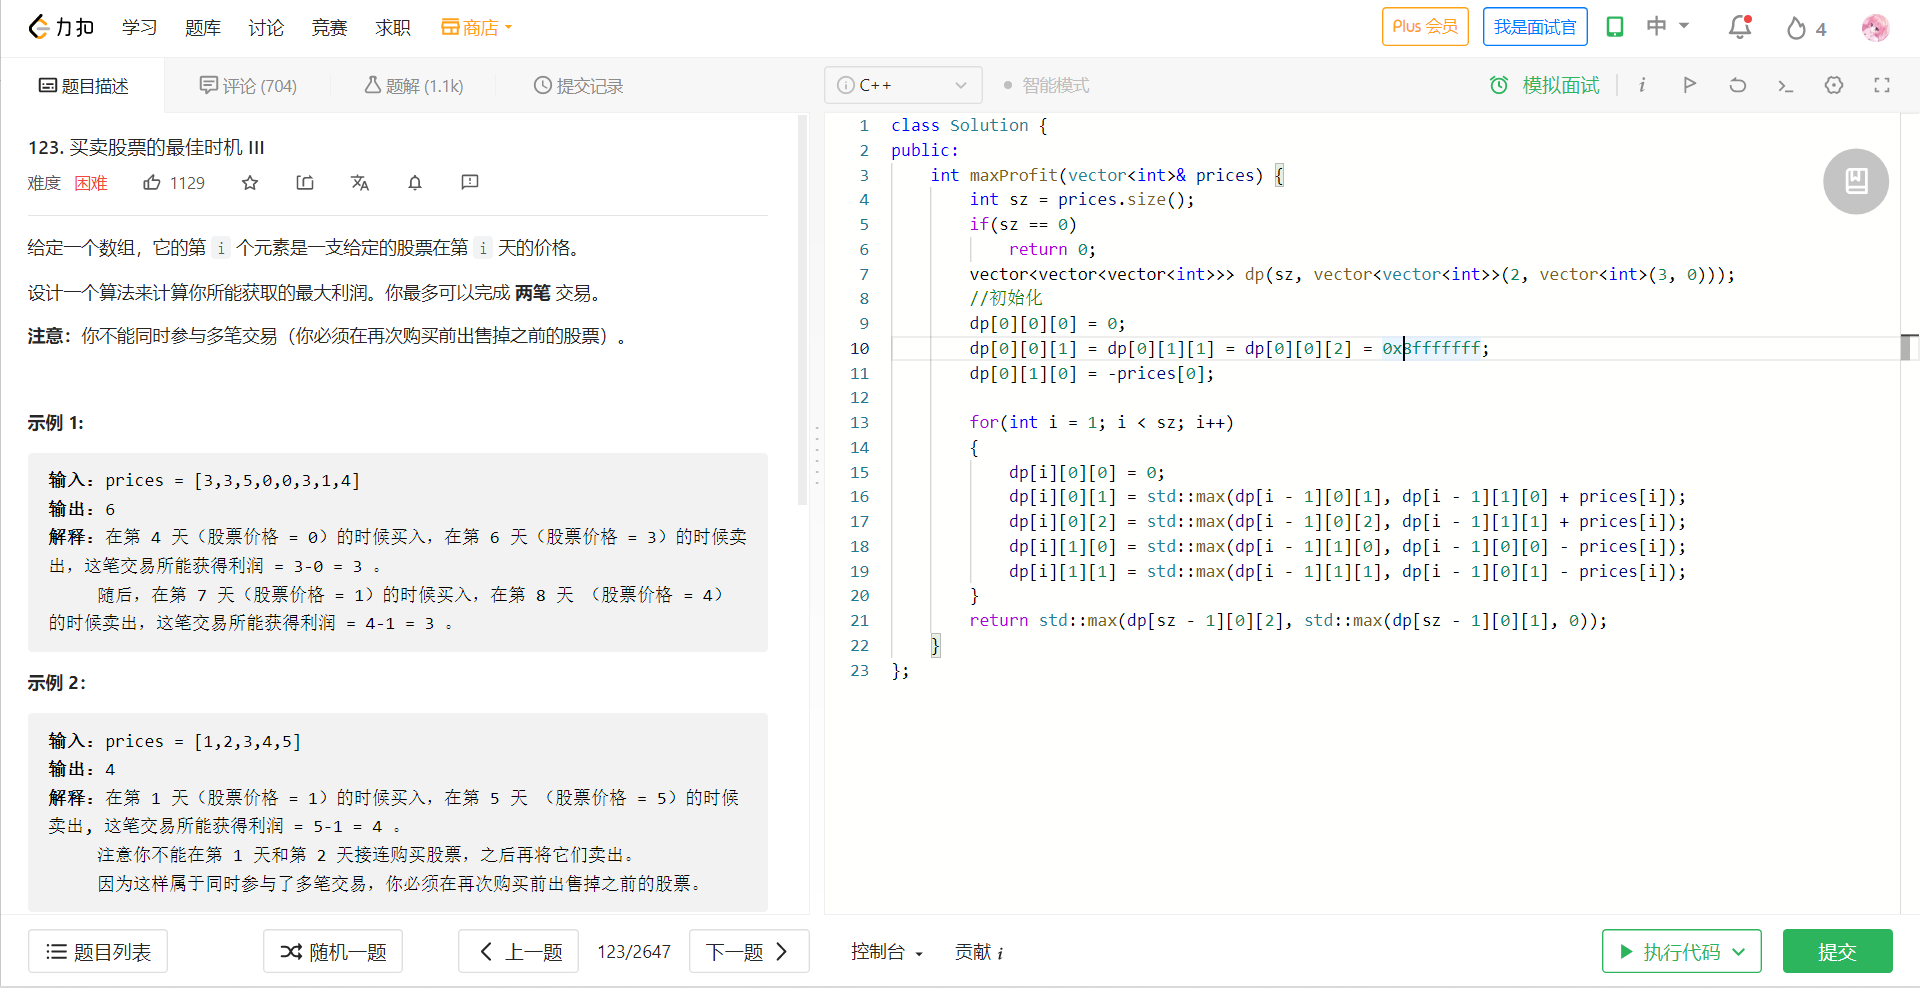 力扣 学习 题库 讨论 竞赛 求职 商店 Plus 会员 我是面试官 中 4
题目描述 评论 (704) 题解 (1.1k) 提交记录 C++ 智能模式 模拟面试
123. 买卖股票的最佳时机 III
难度 困难 1129
给定一个数组，它的第 i 个元素是一支给定的股票在第 i 天的价格。
设计一个算法来计算你所能获取的最大利润。你最多可以完成 两笔 交易。
注意：你不能同时参与多笔交易（你必须在再次购买前出售掉之前的股票）。
示例 1:
输入：prices = [3,3,5,0,0,3,1,4]
输出：6
解释：在第 4 天（股票价格 = 0）的时候买入，在第 6 天（股票价格 = 3）的时候卖
出，这笔交易所能获得利润 = 3-0 = 3 。
随后，在第 7 天（股票价格 = 1）的时候买入，在第 8 天 （股票价格 = 4）
的时候卖出，这笔交易所能获得利润 = 4-1 = 3 。
示例 2：
输入：prices = [1,2,3,4,5]
输出：4
解释：在第 1 天（股票价格 = 1）的时候买入，在第 5 天 （股票价格 = 5）的时候
卖出, 这笔交易所能获得利润 = 5-1 = 4 。
注意你不能在第 1 天和第 2 天接连购买股票，之后再将它们卖出。
因为这样属于同时参与了多笔交易，你必须在再次购买前出售掉之前的股票。
1 class Solution {
2 public:
3 int maxProfit(vector<int>& prices) {
4 int sz = prices.size();
5 if(sz == 0)
6 return 0;
7 vector<vector<vector<int>>> dp(sz, vector<vector<int>>(2, vector<int>(3, 0)));
8 //初始化
9 dp[0][0][0] = 0;
10 dp[0][0][1] = dp[0][1][1] = dp[0][0][2] = 0x8fffffff;
11 dp[0][1][0] = -prices[0];
12
13 for(int i = 1; i < sz; i++)
14 {
15 dp[i][0][0] = 0;
16 dp[i][0][1] = std::max(dp[i - 1][0][1], dp[i - 1][1][0] + prices[i]);
17 dp[i][0][2] = std::max(dp[i - 1][0][2], dp[i - 1][1][1] + prices[i]);
18 dp[i][1][0] = std::max(dp[i - 1][1][0], dp[i - 1][0][0] - prices[i]);
19 dp[i][1][1] = std::max(dp[i - 1][1][1], dp[i - 1][0][1] - prices[i]);
20 }
21 return std::max(dp[sz - 1][0][2], std::max(dp[sz - 1][0][1], 0));
22 }
23 };
题目列表 随机一题 上一题 123/2647 下一题 控制台 贡献 i 执行代码 提交